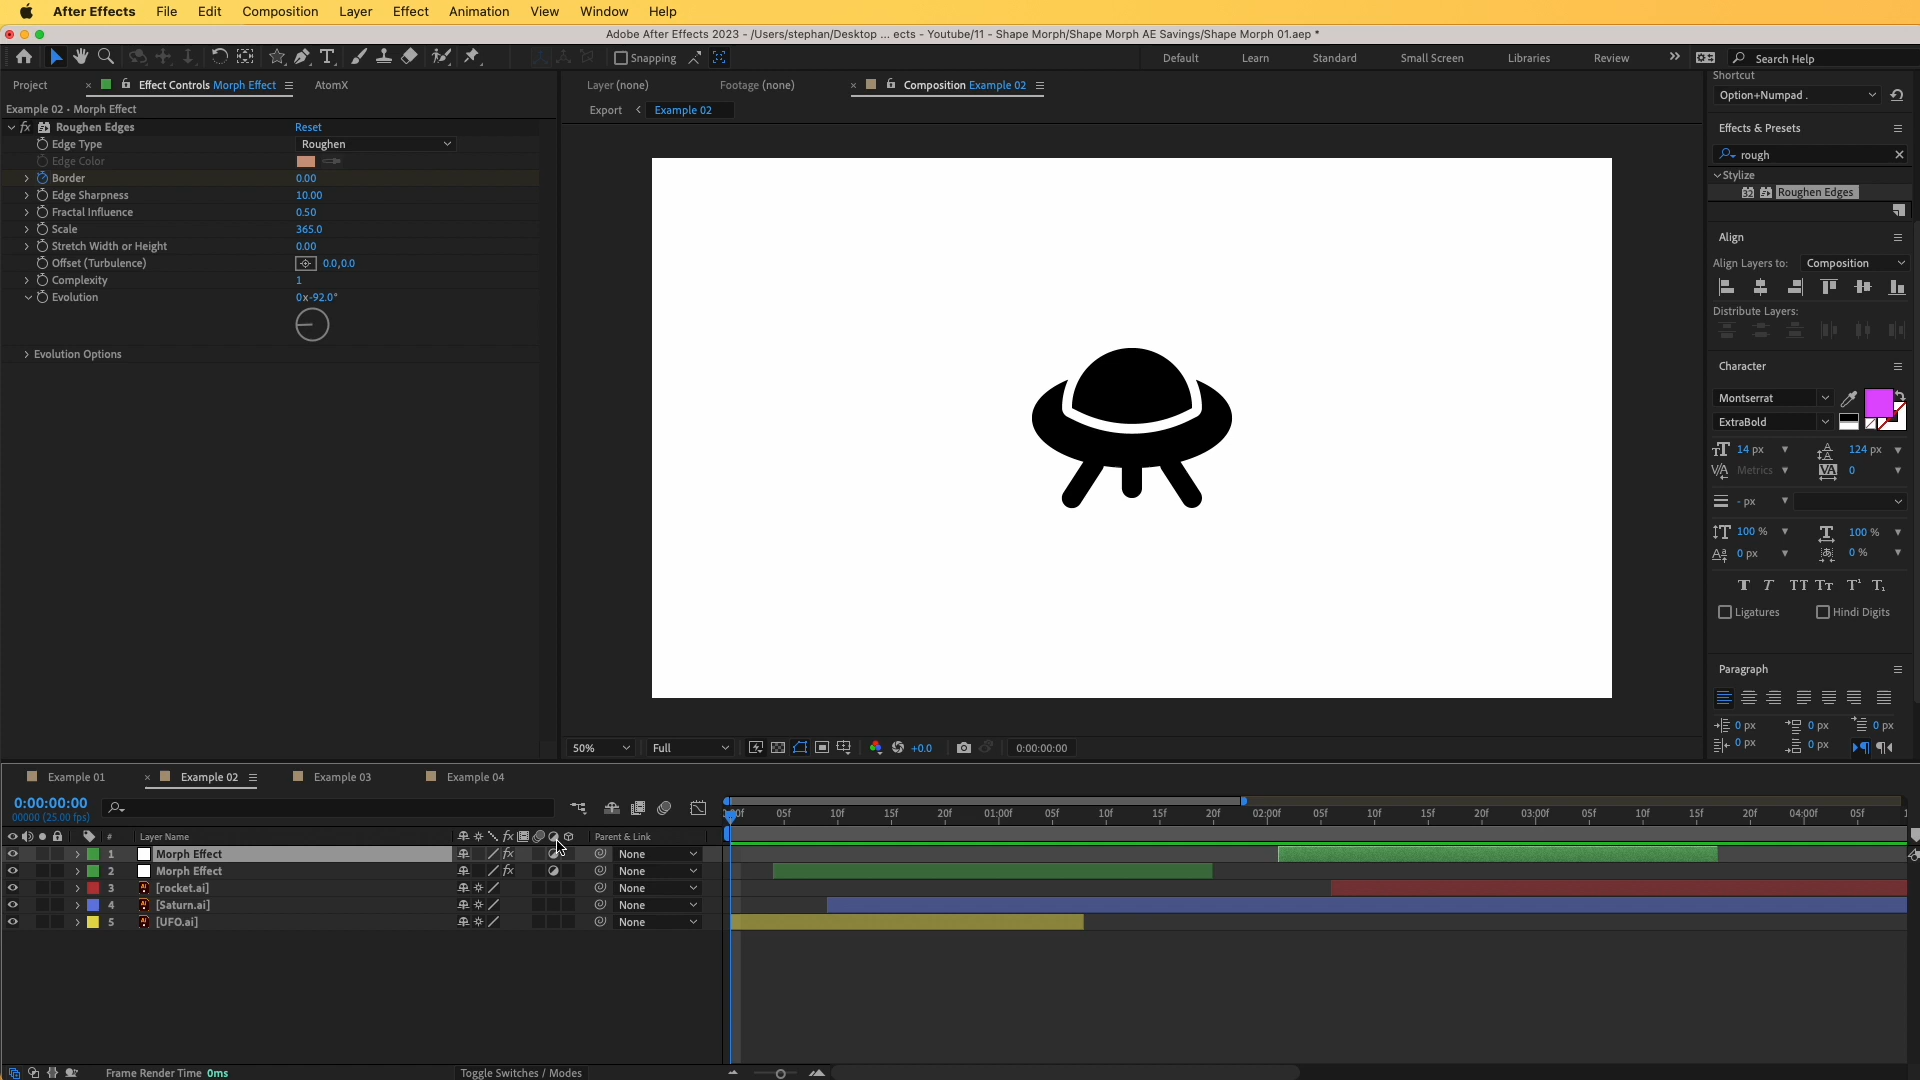 After Effects File Edit Composition Layer Effect Animation View Window Help
Adobe After Effects 2023 - /Users/stephan/Desktop ... ects - Youtube/11 - Shape Morph/Shape Morph AE Savings/Shape Morph 01.aep *
Snapping Default Learn Standard Small Screen Libraries Review Search Help
Project Effect Controls Morph Effect AtomX
Layer (none) Footage (none) Composition Example 02
Export Example 02
Example 02 • Morph Effect
fx Roughen Edges Reset
Edge Type Roughen
Edge Color
Border 0.00
Edge Sharpness 10.00
Fractal Influence 0.50
Scale 365.0
Stretch Width or Height 0.00
Offset (Turbulence) 0.0,0.0
Complexity 1
Evolution 0x-92.0°
Evolution Options
Shortcut
Option+Numpad .
Effects & Presets
rough
Stylize
32 Roughen Edges
Align
Align Layers to: Composition
Distribute Layers:
Character
Montserrat
ExtraBold
14 px 124 px
Metrics 0
- px
100 % 100 %
0 px 0 %
Ligatures Hindi Digits
Paragraph
0 px 0 px 0 px
0 px 0 px
50% Full +0.0 0:00:00:00
Example 01 Example 02 Example 03 Example 04
0:00:00:00
00000 (25.00 fps)
:00f 05f 10f 15f 20f 01:00f 05f 10f 15f 20f 02:00f 05f 10f 15f 20f 03:00f 05f 10f 15f 20f 04:00f 05f
# Layer Name Parent & Link
1 Morph Effect fx None
2 Morph Effect fx None
3 [rocket.ai] None
4 [Saturn.ai] None
5 [UFO.ai] None
Frame Render Time 0ms Toggle Switches / Modes